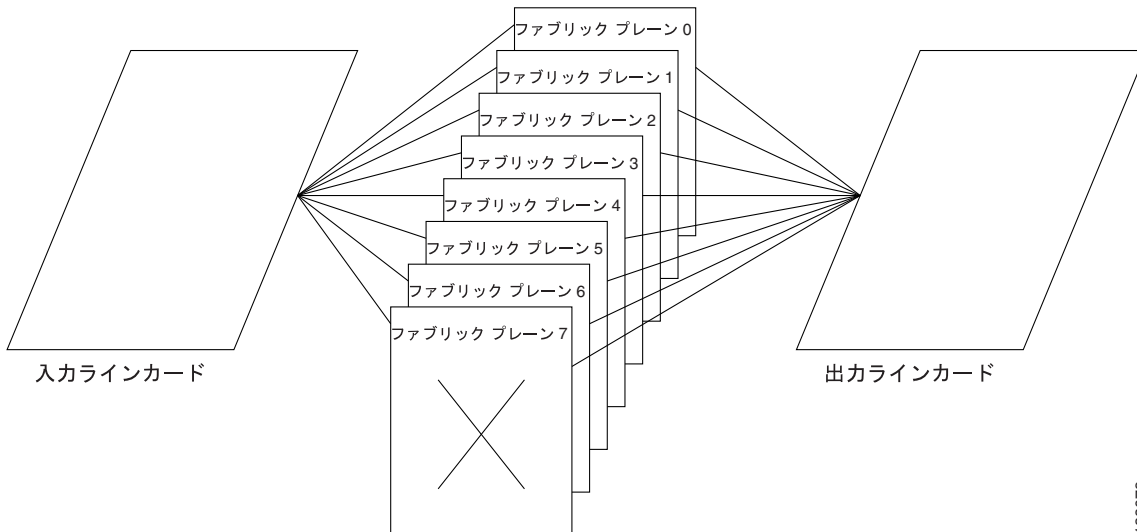 ファブリック プレーン 0
ファブリック プレーン 1
ファブリック プレーン 2
ファブリック プレーン 3
ファブリック プレーン 4
ファブリック プレーン 5
ファブリック プレーン 6
ファブリック プレーン 7
入力ラインカード
出力ラインカード